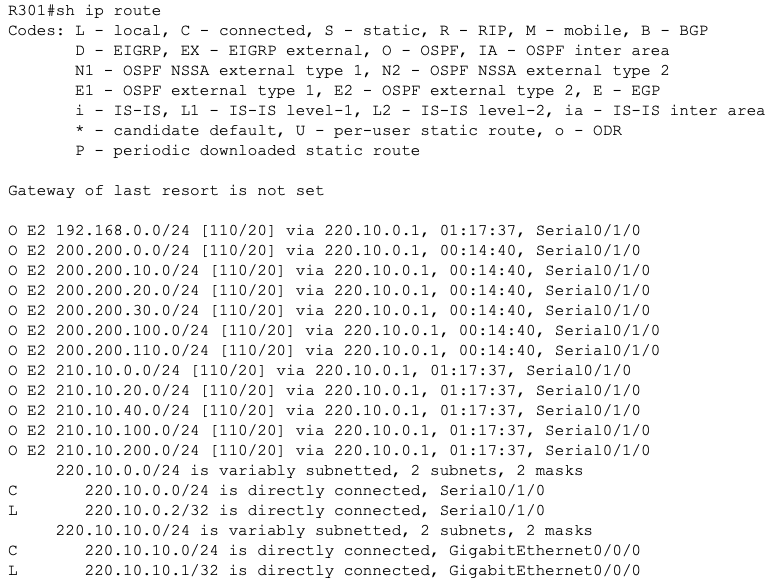 R301#sh ip route
Codes: L - local, C - connected, S - static, R - RIP, M - mobile, B - BGP
       D - EIGRP, EX - EIGRP external, O - OSPF, IA - OSPF inter area
       N1 - OSPF NSSA external type 1, N2 - OSPF NSSA external type 2
       E1 - OSPF external type 1, E2 - OSPF external type 2, E - EGP
       i - IS-IS, L1 - IS-IS level-1, L2 - IS-IS level-2, ia - IS-IS inter area
       * - candidate default, U - per-user static route, o - ODR
       P - periodic downloaded static route

Gateway of last resort is not set

O E2 192.168.0.0/24 [110/20] via 220.10.0.1, 01:17:37, Serial0/1/0
O E2 200.200.0.0/24 [110/20] via 220.10.0.1, 00:14:40, Serial0/1/0
O E2 200.200.10.0/24 [110/20] via 220.10.0.1, 00:14:40, Serial0/1/0
O E2 200.200.20.0/24 [110/20] via 220.10.0.1, 00:14:40, Serial0/1/0
O E2 200.200.30.0/24 [110/20] via 220.10.0.1, 00:14:40, Serial0/1/0
O E2 200.200.100.0/24 [110/20] via 220.10.0.1, 00:14:40, Serial0/1/0
O E2 200.200.110.0/24 [110/20] via 220.10.0.1, 00:14:40, Serial0/1/0
O E2 210.10.0.0/24 [110/20] via 220.10.0.1, 01:17:37, Serial0/1/0
O E2 210.10.20.0/24 [110/20] via 220.10.0.1, 01:17:37, Serial0/1/0
O E2 210.10.40.0/24 [110/20] via 220.10.0.1, 01:17:37, Serial0/1/0
O E2 210.10.100.0/24 [110/20] via 220.10.0.1, 01:17:37, Serial0/1/0
O E2 210.10.200.0/24 [110/20] via 220.10.0.1, 01:17:37, Serial0/1/0
     220.10.0.0/24 is variably subnetted, 2 subnets, 2 masks
C       220.10.0.0/24 is directly connected, Serial0/1/0
L       220.10.0.2/32 is directly connected, Serial0/1/0
     220.10.10.0/24 is variably subnetted, 2 subnets, 2 masks
C       220.10.10.0/24 is directly connected, GigabitEthernet0/0/0
L       220.10.10.1/32 is directly connected, GigabitEthernet0/0/0